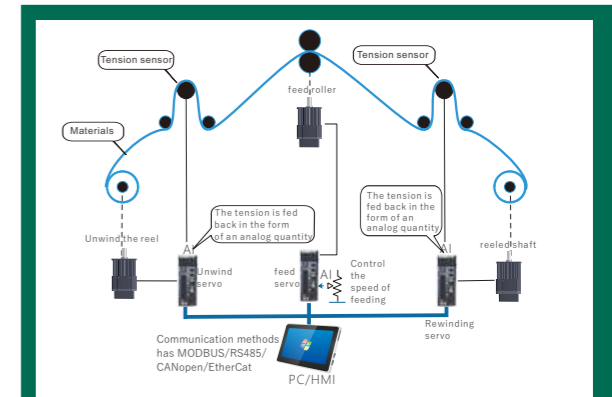 Tension sensor
Tension sensor
feed roller
Materials
The tension is fed
back in the form
of an analog quantity
The tension is
fed back in the
form of an
analog quantity
Unwind the reel
reeled shaft
AI
AI
Unwind
servo
feed
servo
AI
Control
the
speed of
feeding
Rewinding
servo
Communication methods
has MODBUS/RS485/
CANopen/EtherCat
PC/HMI